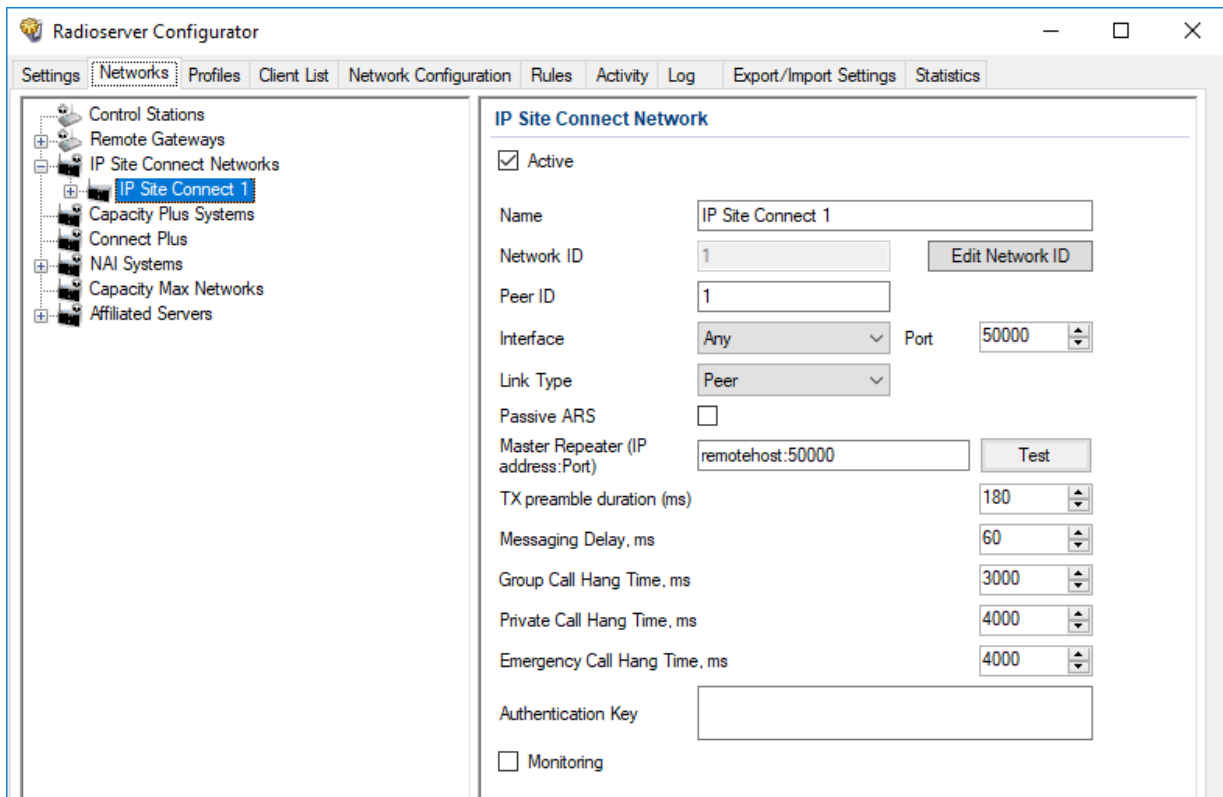 Radioserver Configurator
Settings Networks Profiles Client List Network Configuration Rules Activity Log Export/Import Settings Statistics
Control Stations
Remote Gateways
IP Site Connect Networks
IP Site Connect 1
Capacity Plus Systems
Connect Plus
NAI Systems
Capacity Max Networks
Affiliated Servers
IP Site Connect Network
Active
Name IP Site Connect 1
Network ID 1 Edit Network ID
Peer ID 1
Interface Any Port 50000
Link Type Peer
Passive ARS
Master Repeater (IP
address:Port) remotehost:50000 Test
TX preamble duration (ms) 180
Messaging Delay, ms 60
Group Call Hang Time, ms 3000
Private Call Hang Time, ms 4000
Emergency Call Hang Time, ms 4000
Authentication Key
Monitoring